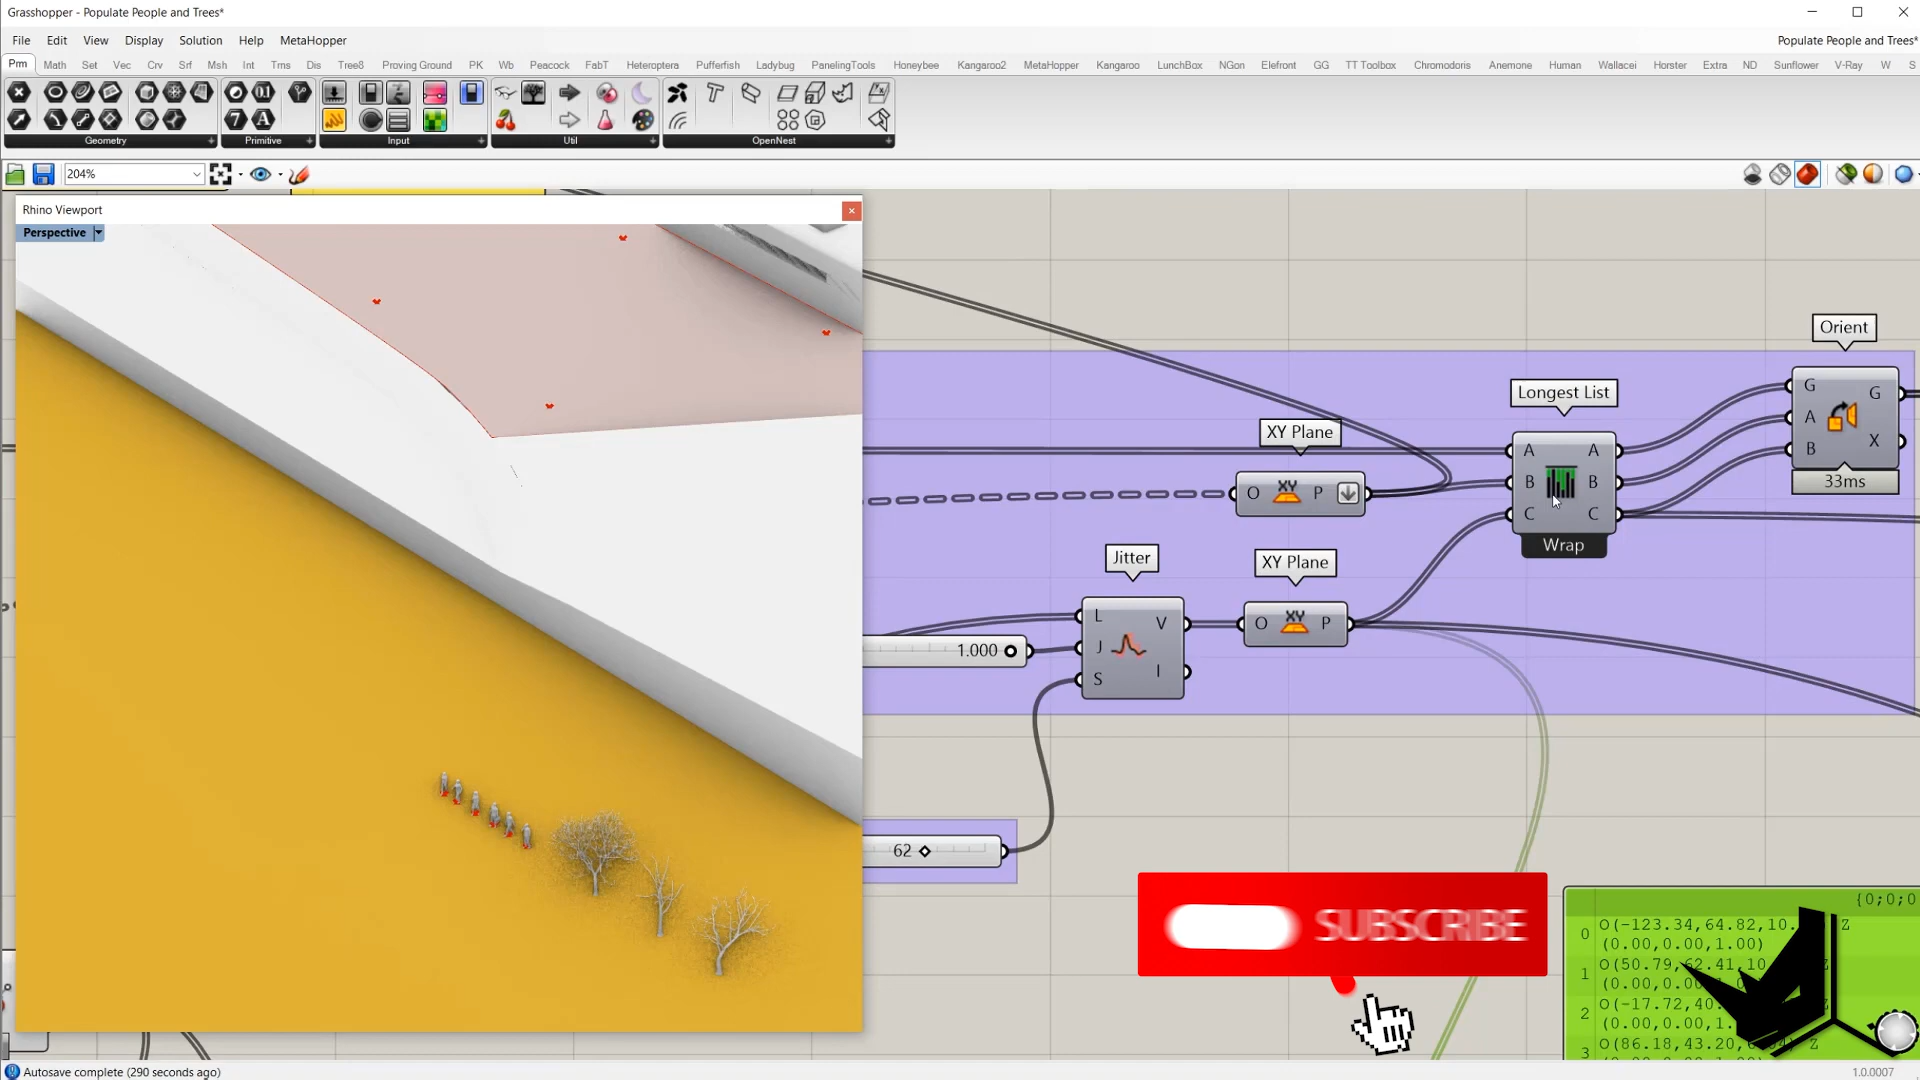 Grasshopper - Populate People and Trees*
File Edit View Display Solution Help MetaHopper Populate People and Trees*
Prm Math Set Vec Crv Srf Msh Int Trns Dis Tree8 Proving Ground PK Wb Peacock FabT Heteroptera Pufferfish Ladybug PanelingTools Honeybee Kangaroo2 MetaHopper Kangaroo LunchBox NGon Elefront GG TT Toolbox Chromodoris Anemone Human Wallacei Horster Extra ND Sunflower V-Ray W S
Geometry Primitive Input Util OpenNest
204%
Rhino Viewport
Perspective
Orient
G G
A
X
B
33ms
Longest List
A A
B B
C C
Wrap
XY Plane
O XY P
Jitter
L
V
J
I
S
XY Plane
O XY P
1.000
62
SUBSCRIBE
{0;0;0
0 O(-123.34,64.82,10. Z
(0.00,0.00,1.00)
1 O(50.79,62.41,10 Z
(0.00,0.00
2 O(-17.72,40.
(0.00,0.00,1.
3 O(86.18,43.20, Z
Autosave complete (290 seconds ago)
1.0.0007